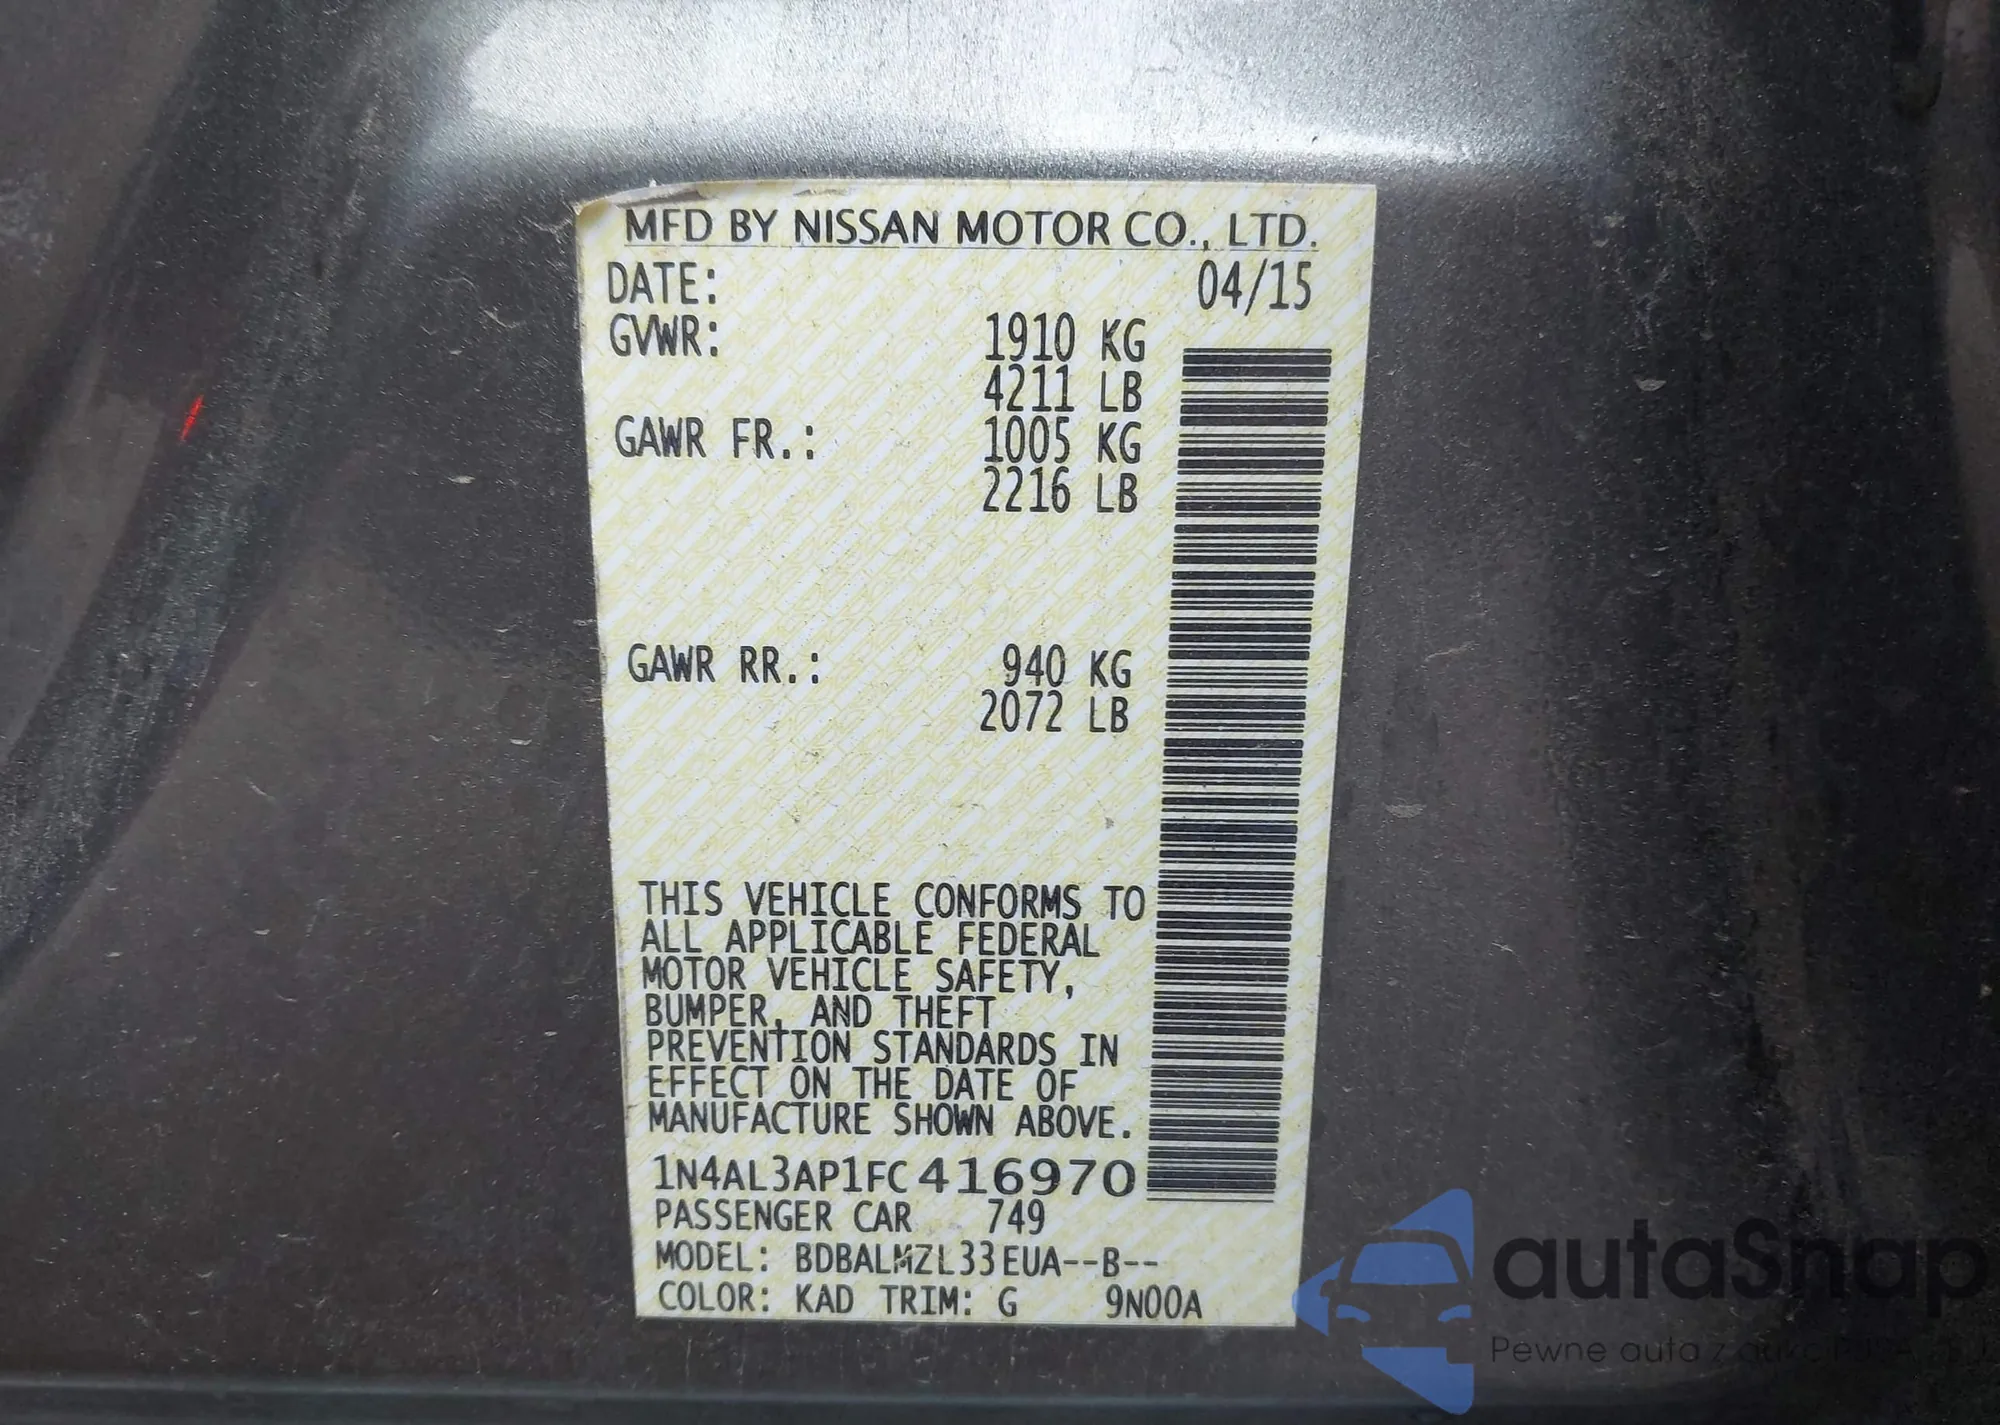 MFD BY NISSAN MOTOR CO., LTD.
DATE: 04/15
GVWR: 1910 KG
4211 LB
GAWR FR.: 1005 KG
2216 LB
GAWR RR.: 940 KG
2072 LB
THIS VEHICLE CONFORMS TO
ALL APPLICABLE FEDERAL
MOTOR VEHICLE SAFETY,
BUMPER, AND THEFT
PREVENTION STANDARDS IN
EFFECT ON THE DATE OF
MANUFACTURE SHOWN ABOVE.
1N4AL3AP1FC416970
PASSENGER CAR 749
MODEL: BDBALMZL33EUA--B--
COLOR: KAD TRIM: G 9N00A
autaSnap
Pewne auta z